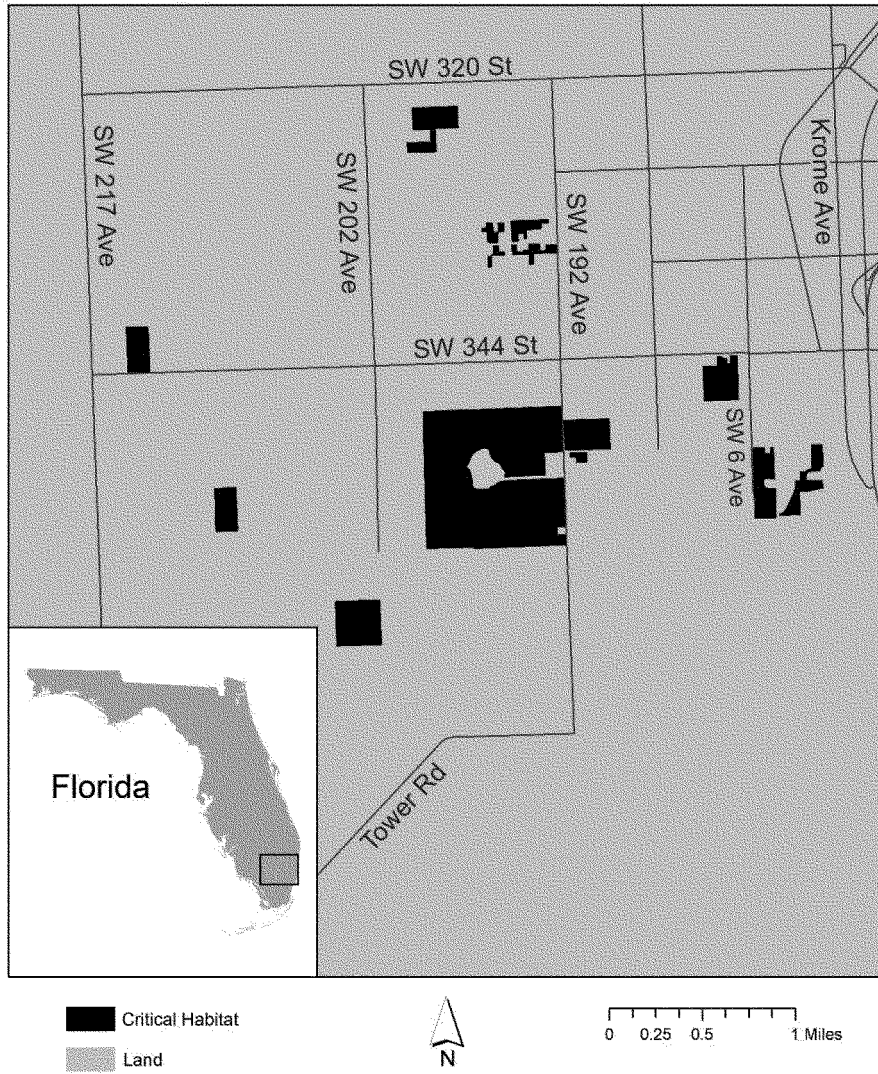 SW 320 St
SW 217 Ave
SW 202 Ave
SW 192 Ave
Krome Ave
SW 344 St
SW 6 Ave
Florida
Tower Rd
Critical Habitat
Land
N
0 0.25 0.5 1 Miles